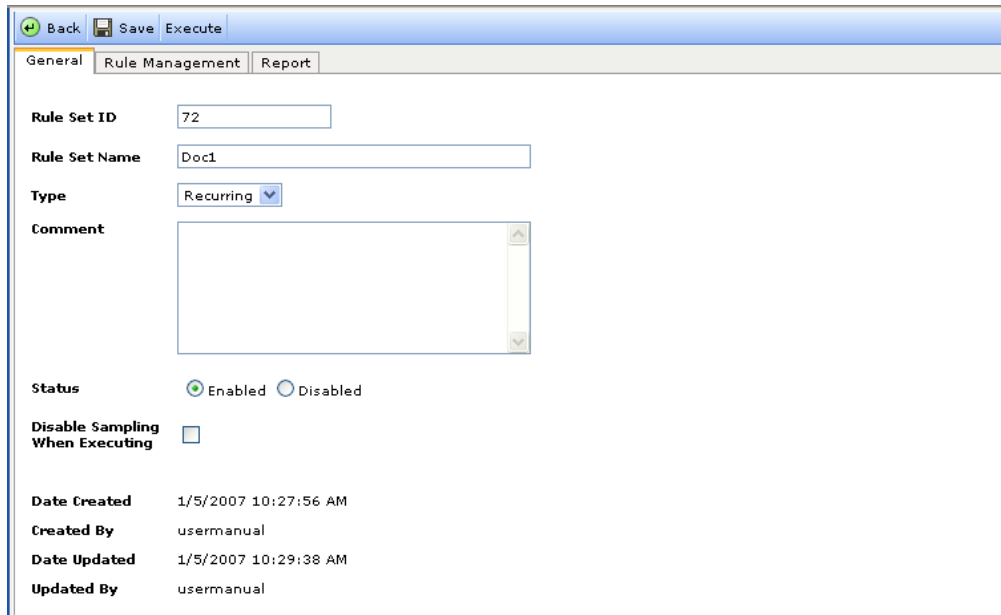 Back Save Execute
General Rule Management Report
Rule Set ID 72
Rule Set Name Doc1
Type Recurring
Comment
Status Enabled Disabled
Disable Sampling
When Executing
Date Created 1/5/2007 10:27:56 AM
Created By usermanual
Date Updated 1/5/2007 10:29:38 AM
Updated By usermanual